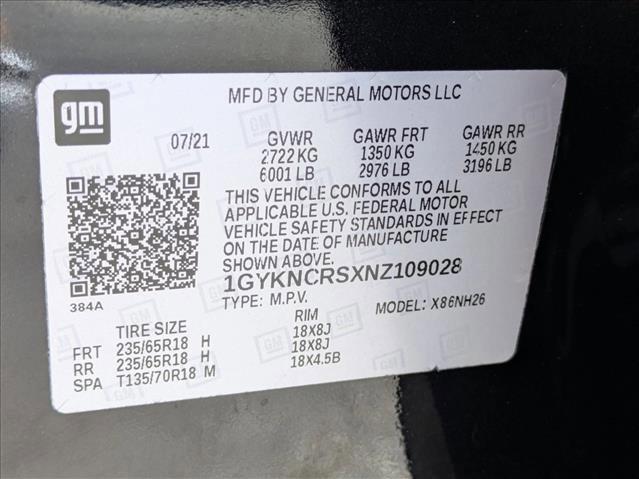 gm
MFD BY GENERAL MOTORS LLC
07/21 GVWR GAWR FRT GAWR RR
2722 KG 1350 KG 1450 KG
6001 LB 2976 LB 3196 LB
THIS VEHICLE CONFORMS TO ALL
APPLICABLE U.S. FEDERAL MOTOR
VEHICLE SAFETY STANDARDS IN EFFECT
ON THE DATE OF MANUFACTURE
SHOWN ABOVE.
384A
1GYKNCRSXNZ109028
TYPE: M.P.V. MODEL: X86NH26
TIRE SIZE RIM
FRT 235/65R18 H 18X8J
RR 235/65R18 H 18X8J
SPA T135/70R18 M 18X4.5B